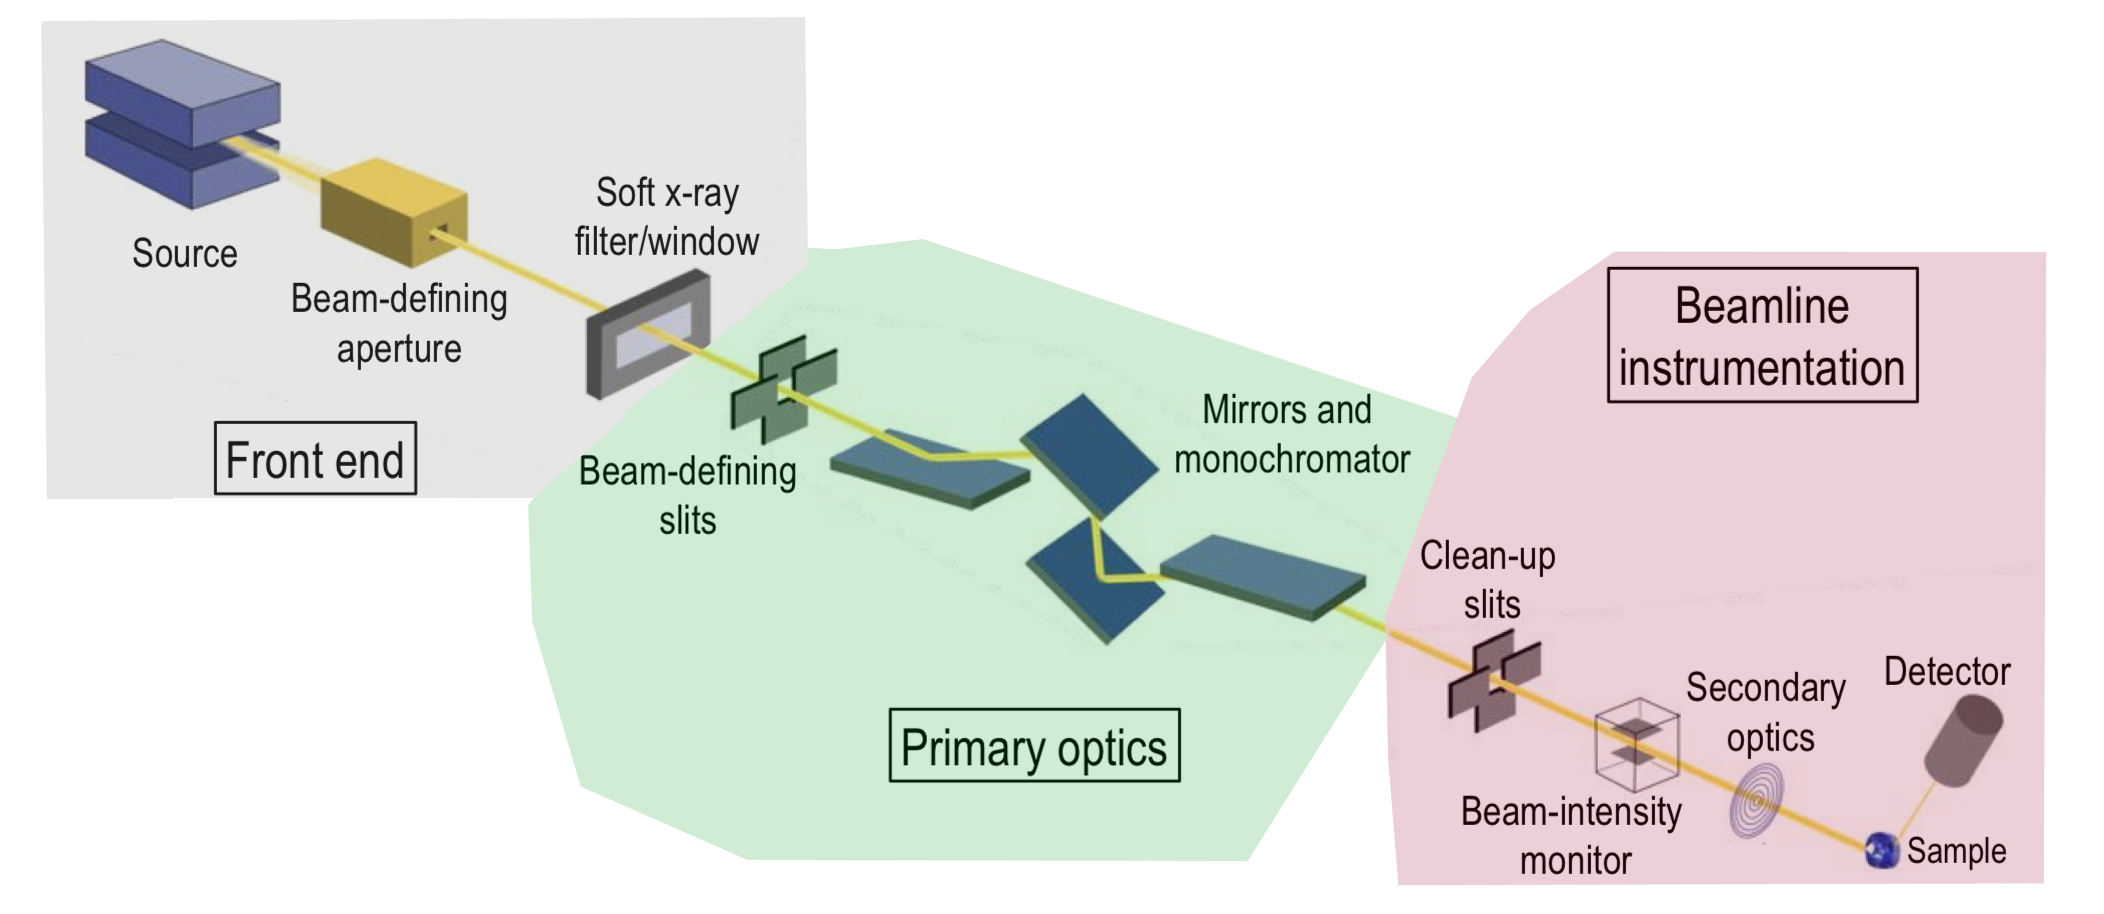 Source
Beam-defining
aperture
Soft x-ray
filter/window
Front end
Beam-defining
slits
Mirrors and
monochromator
Primary optics
Beamline
instrumentation
Clean-up
slits
Beam-intensity
monitor
Secondary
optics
Detector
Sample